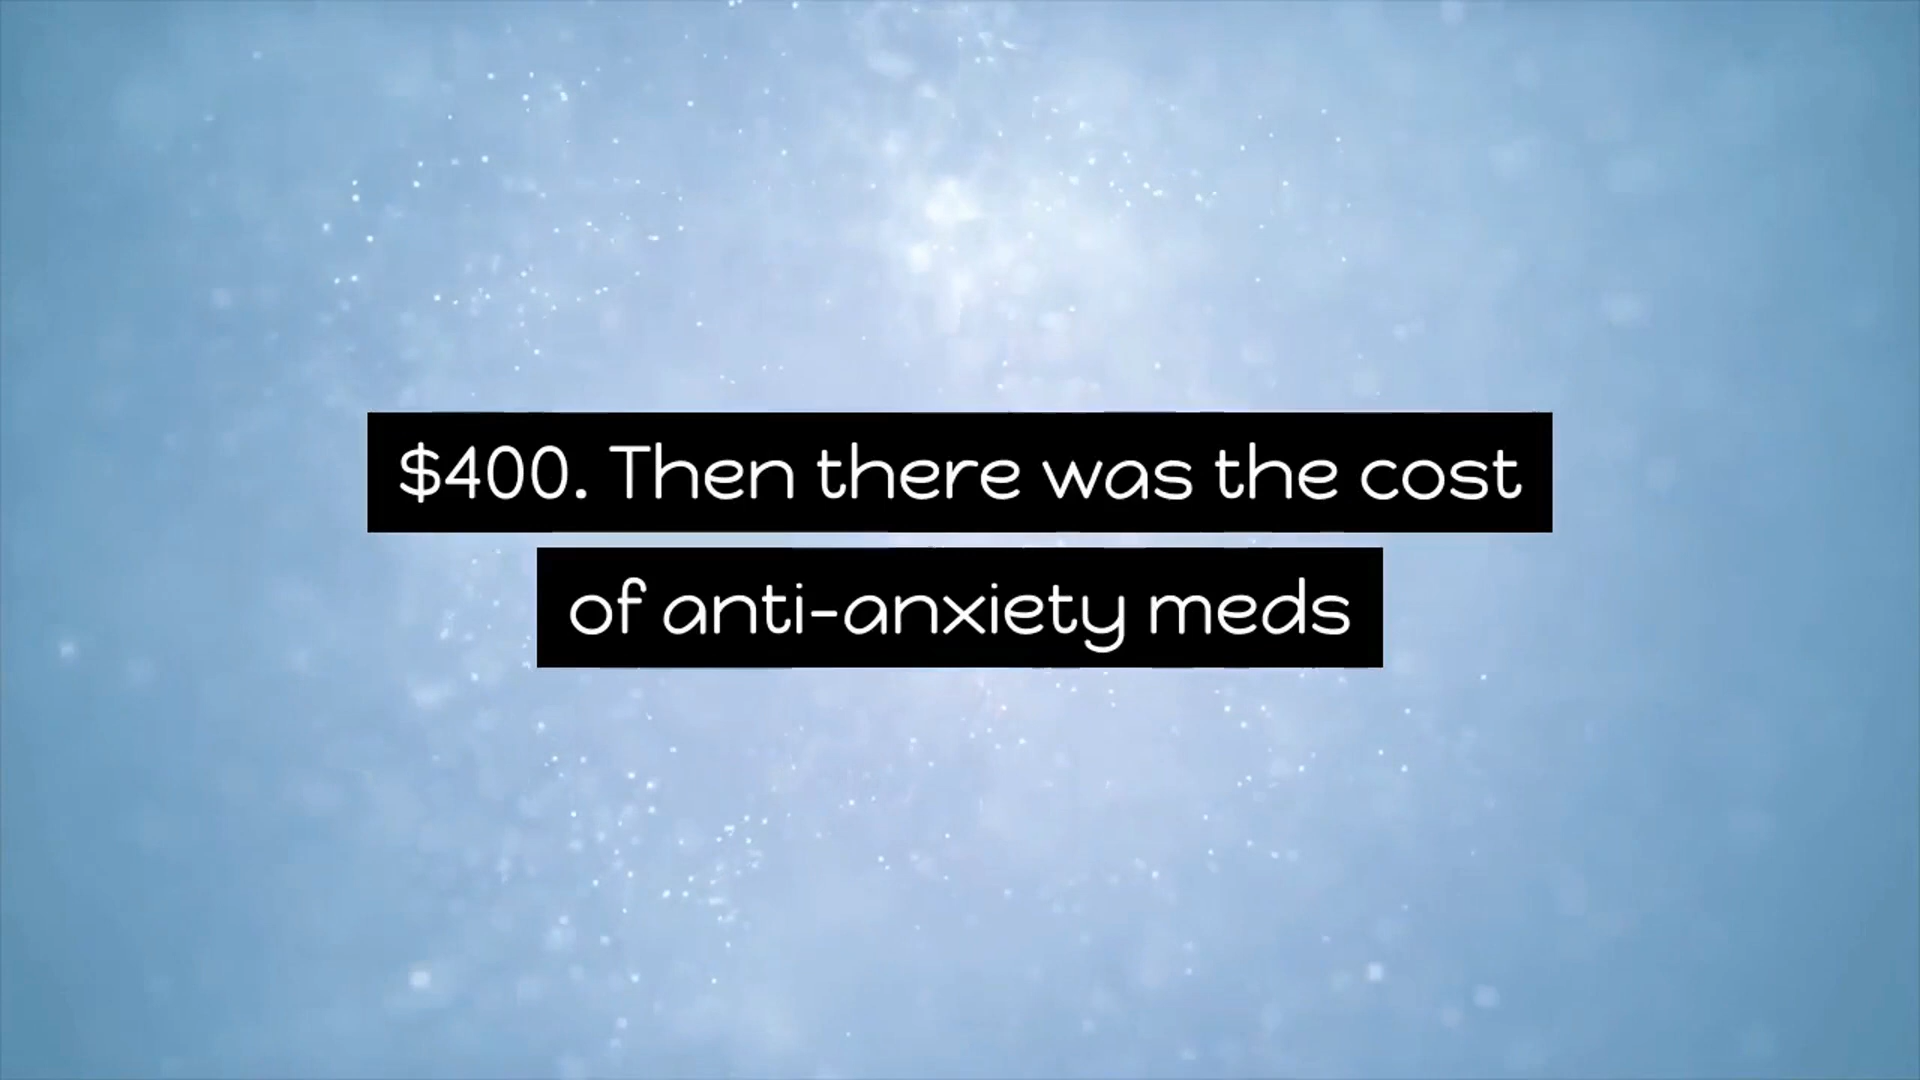 $400. Then there was the cost
of anti-anxiety meds